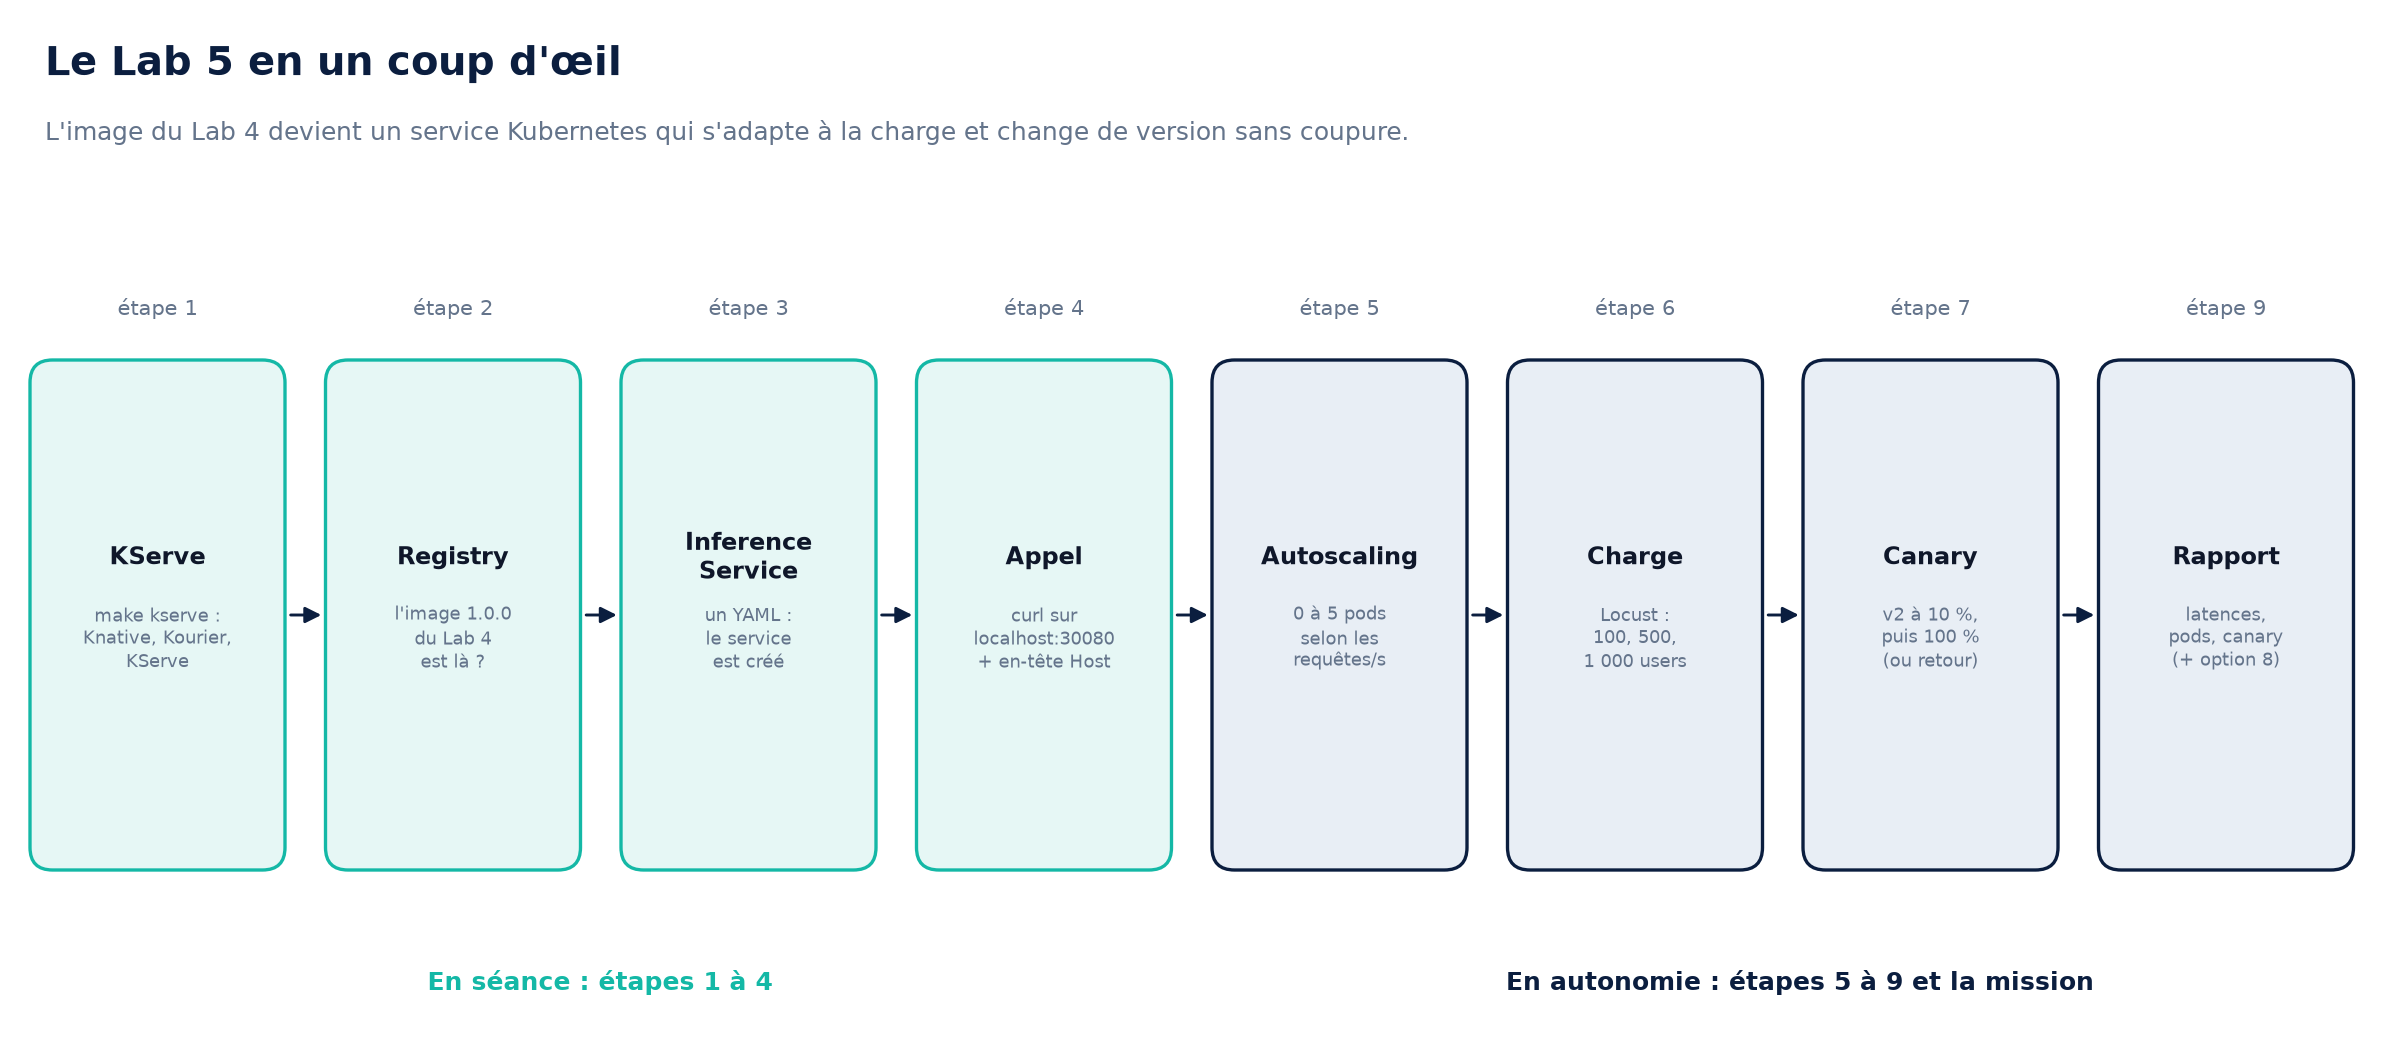 Le Lab 5 en un coup d'œil
L'image du Lab 4 devient un service Kubernetes qui s'adapte à la charge et change de version sans coupure.
étape 1
étape 2
étape 3
étape 4
étape 5
étape 6
étape 7
étape 9
KServe
make kserve :
Knative, Kourier,
KServe
Registry
l'image 1.0.0
du Lab 4
est là ?
Inference
Service
un YAML :
le service
est créé
Appel
curl sur
localhost:30080
+ en-tête Host
Autoscaling
0 à 5 pods
selon les
requêtes/s
Charge
Locust :
100, 500,
1 000 users
Canary
v2 à 10 %,
puis 100 %
(ou retour)
Rapport
latences,
pods, canary
(+ option 8)
En séance : étapes 1 à 4
En autonomie : étapes 5 à 9 et la mission